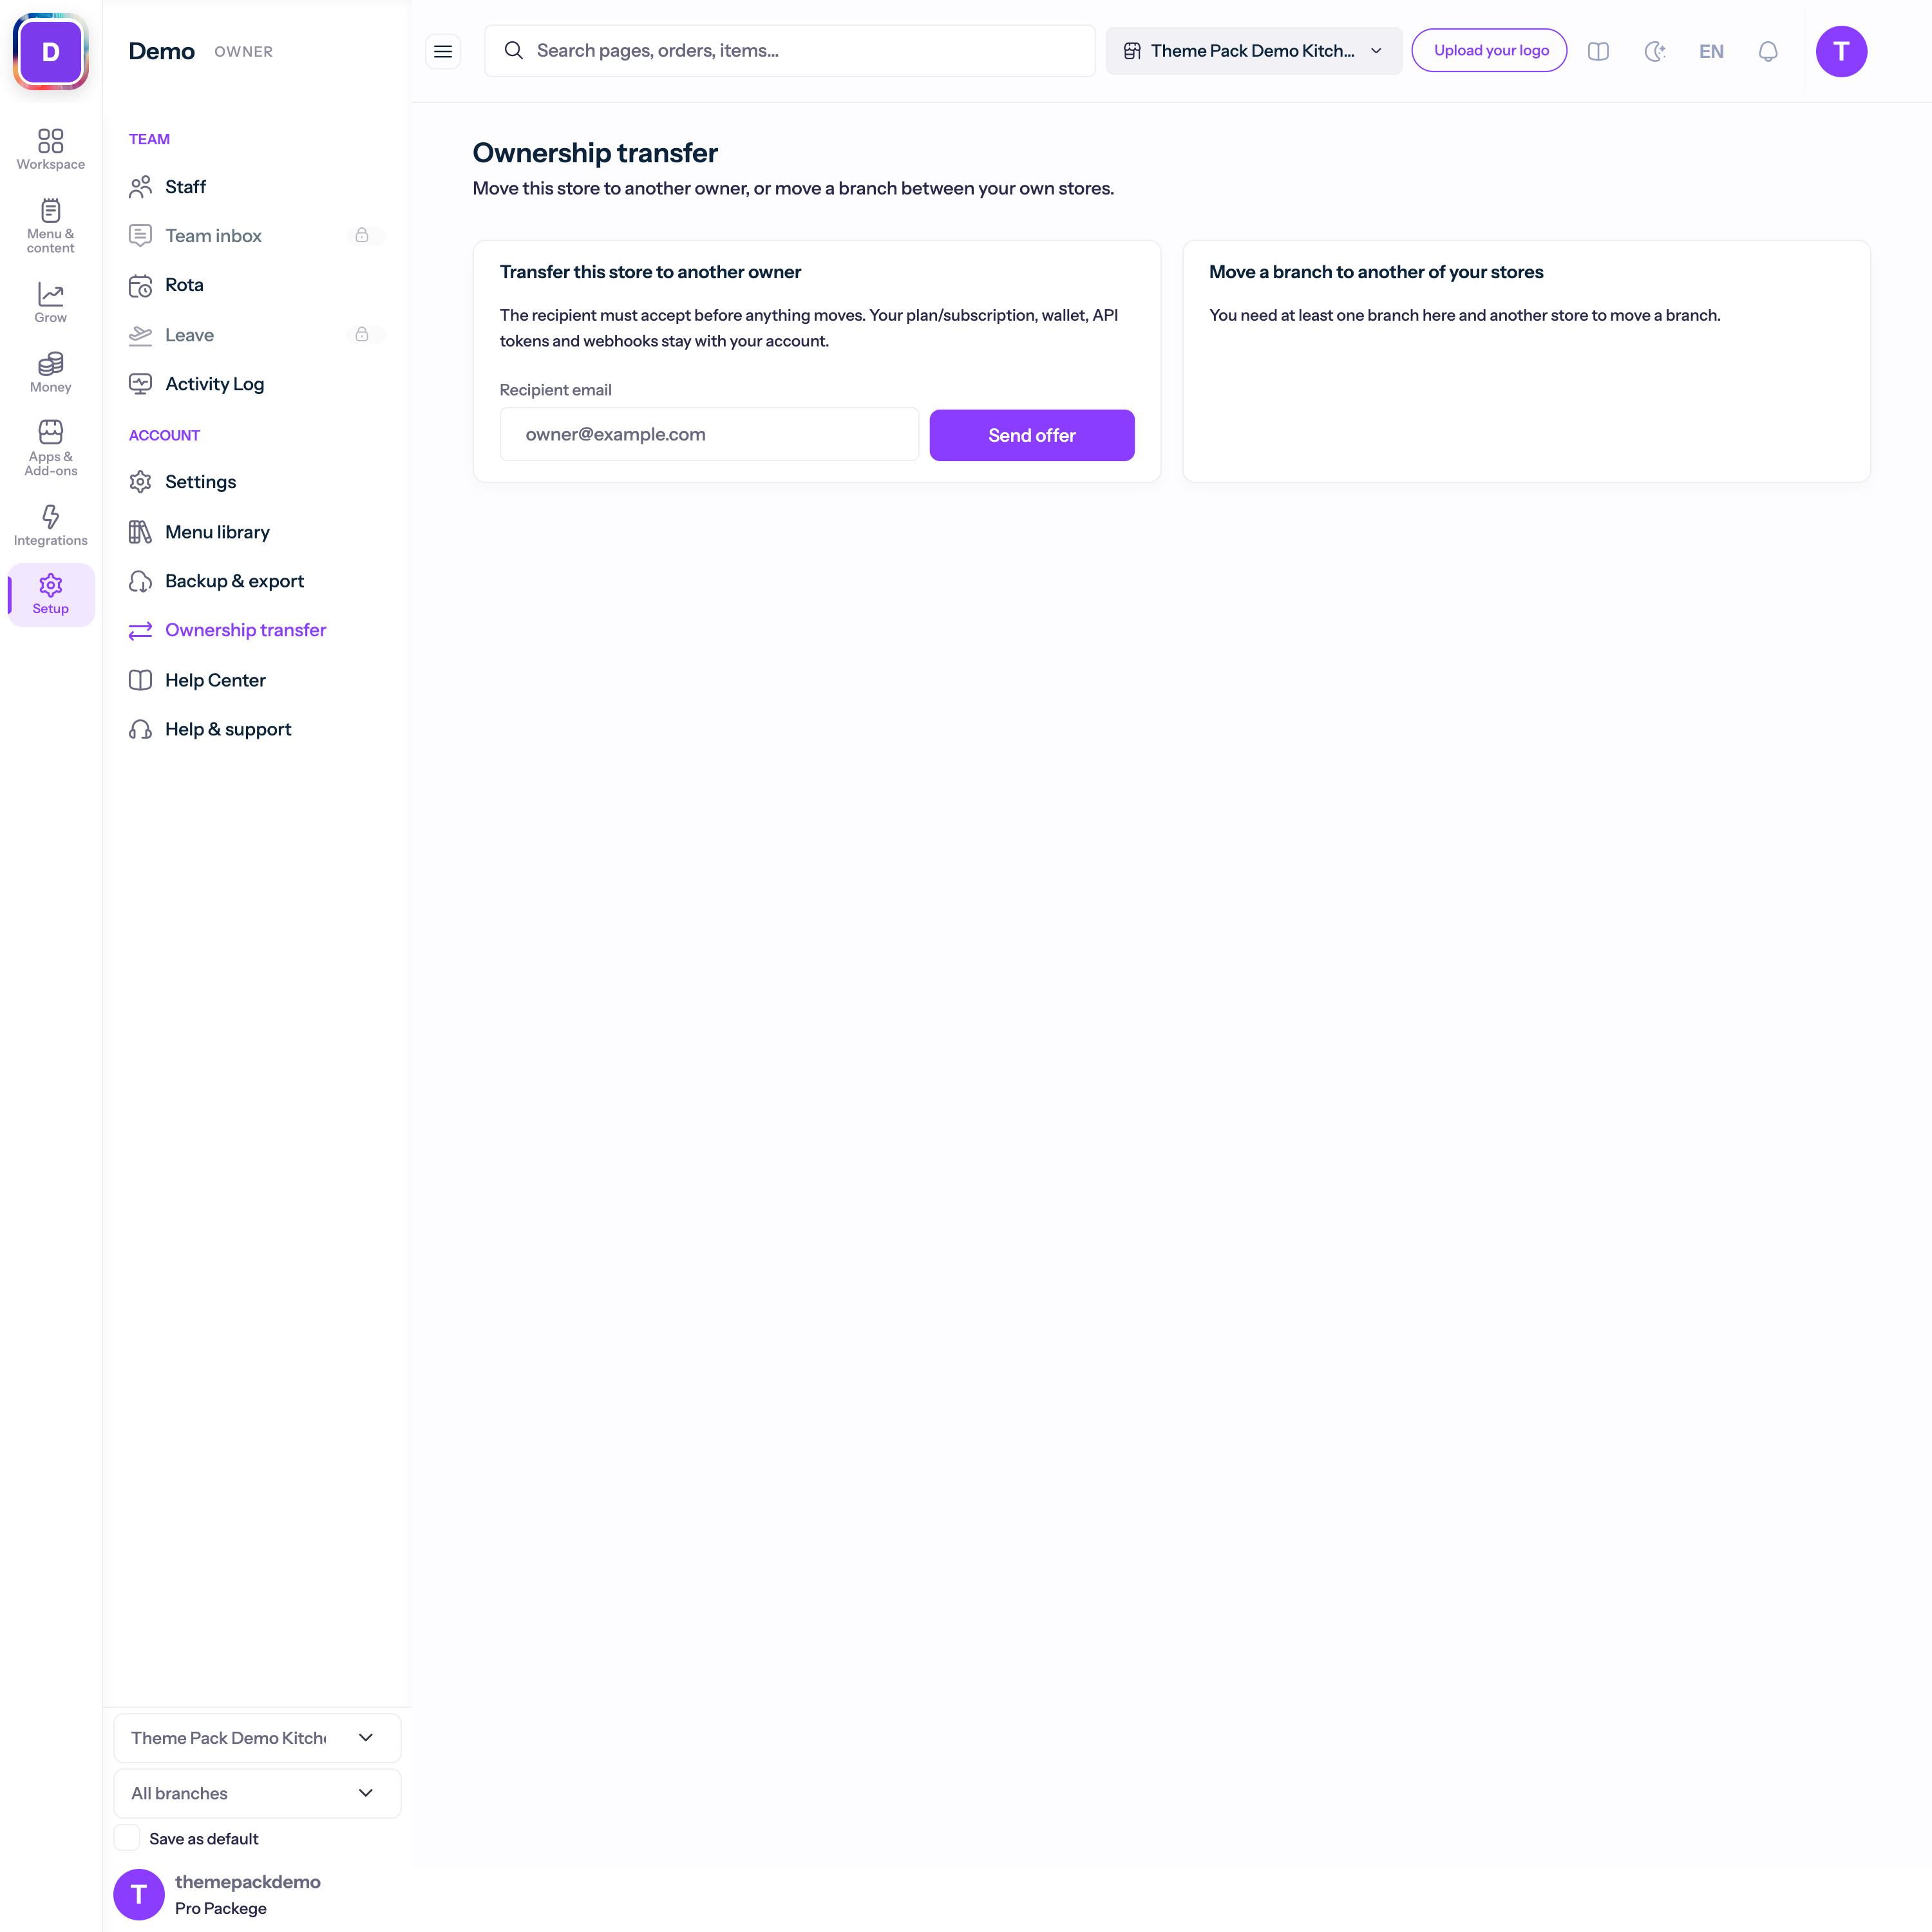 D
Workspace
Menu &
content
Grow
Money
Apps &
Add-ons
Integrations
Setup
Demo OWNER
TEAM
Staff
Team inbox
Rota
Leave
Activity Log
ACCOUNT
Settings
Menu library
Backup & export
Ownership transfer
Help Center
Help & support
Theme Pack Demo Kitch
All branches
Save as default
T
themepackdemo
Pro Packege
Search pages, orders, items...
Theme Pack Demo Kitch...
Upload your logo
EN
T
Ownership transfer
Move this store to another owner, or move a branch between your own stores.
Transfer this store to another owner
The recipient must accept before anything moves. Your plan/subscription, wallet, API
tokens and webhooks stay with your account.
Recipient email
owner@example.com
Send offer
Move a branch to another of your stores
You need at least one branch here and another store to move a branch.